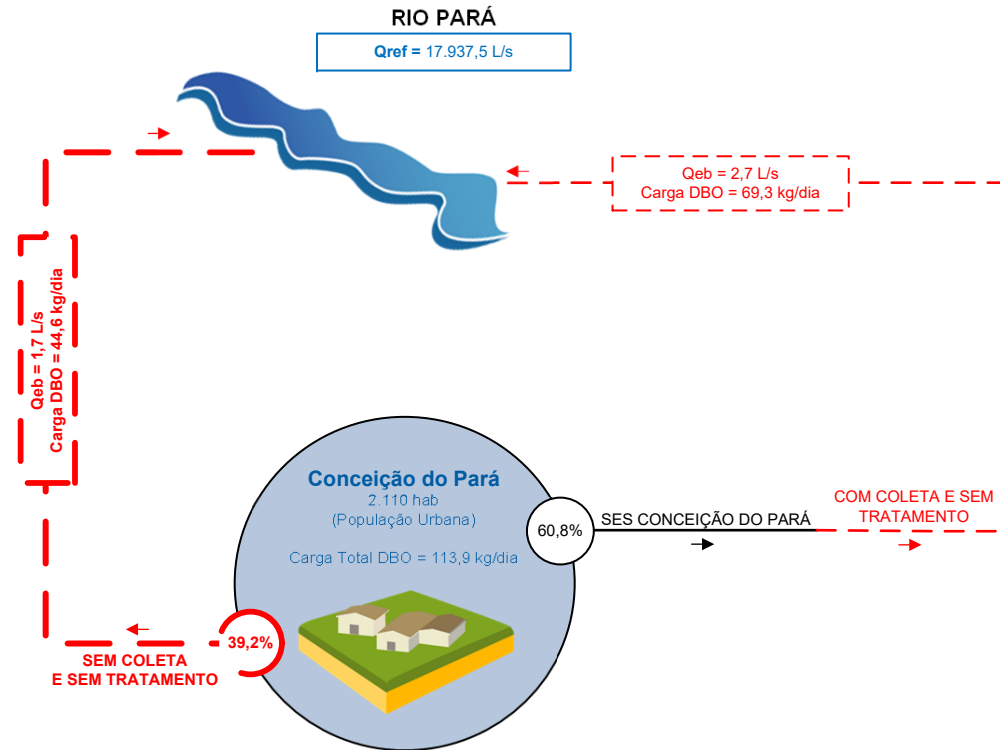 RIO PARÁ
Qref = 17.937,5 L/s
Qeb = 2,7 L/s
Carga DBO = 69,3 kg/dia
Qeb = 1,7 L/s
Carga DBO = 44,6 kg/dia
Conceição do Pará
2.110 hab
(População Urbana)
Carga Total DBO = 113,9 kg/dia
60,8%
SES CONCEIÇÃO DO PARÁ
COM COLETA E SEM
TRATAMENTO
39,2%
SEM COLETA
E SEM TRATAMENTO